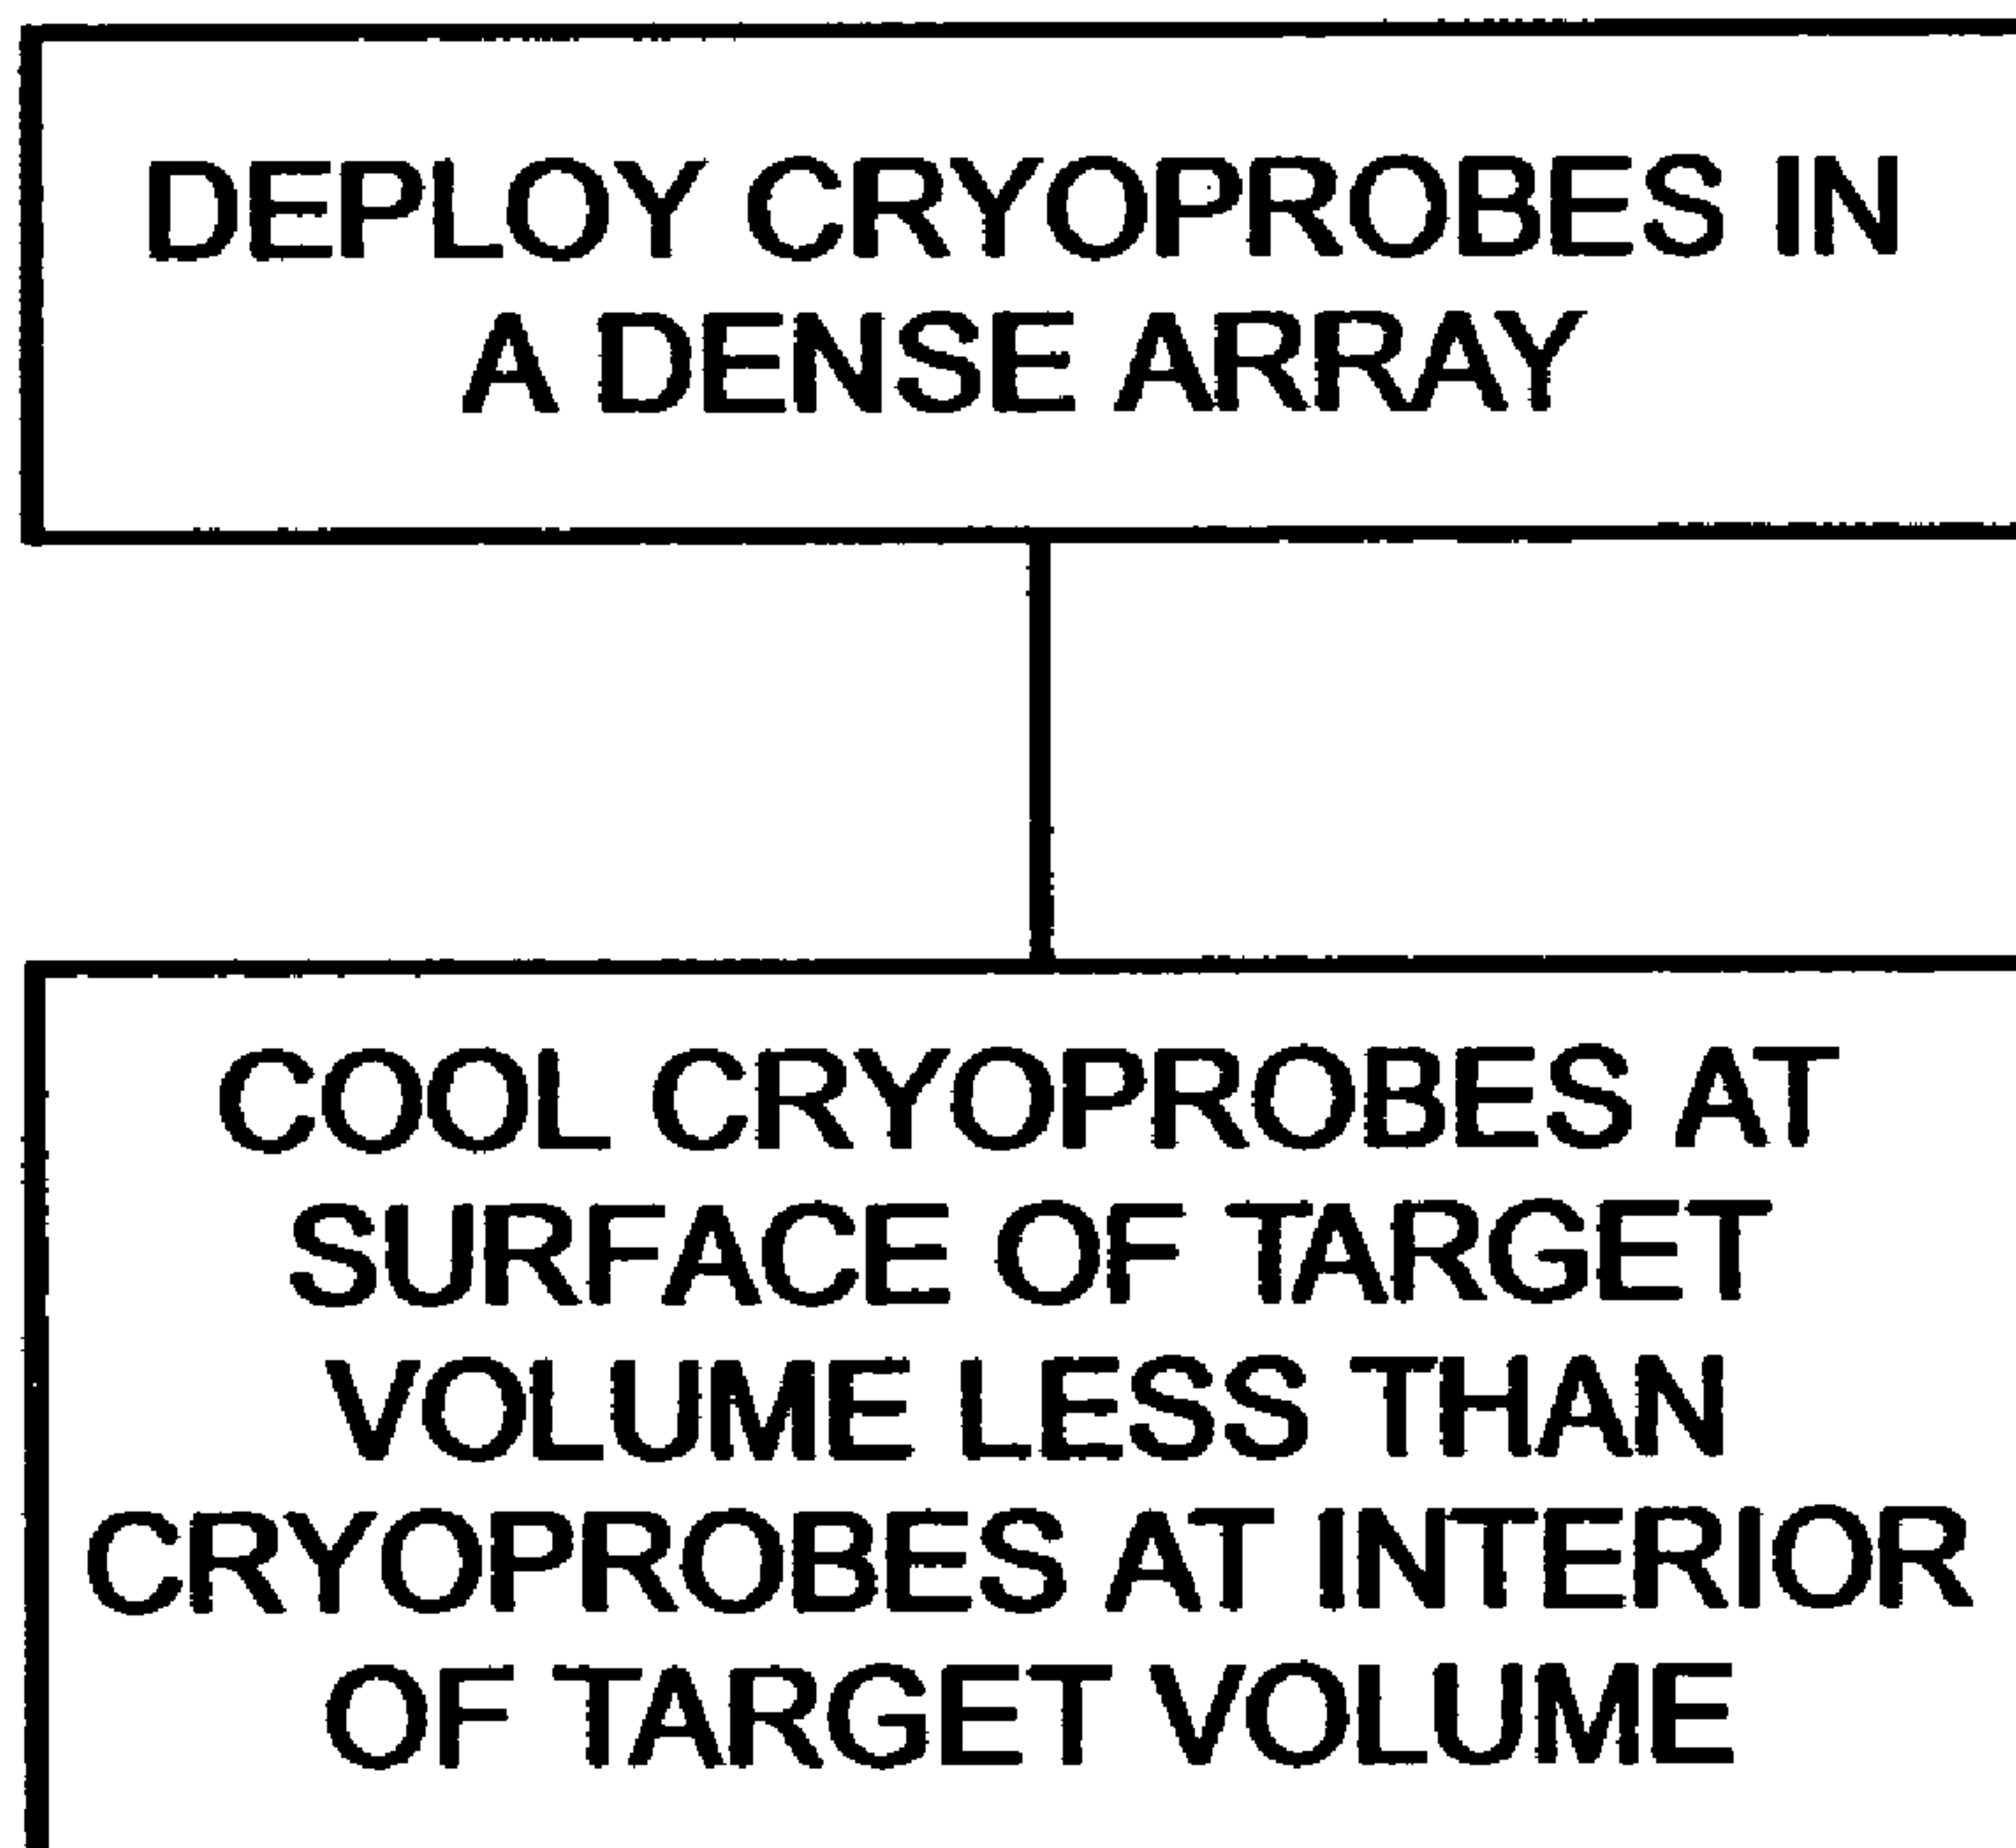 DEPLOY CRYOPROBES IN
A DENSE ARRAY
COOL CRYOPROBES AT
SURFACE OF TARGET
VOLUME LESS THAN
CRYOPROBES AT INTERIOR
OF TARGET VOLUME